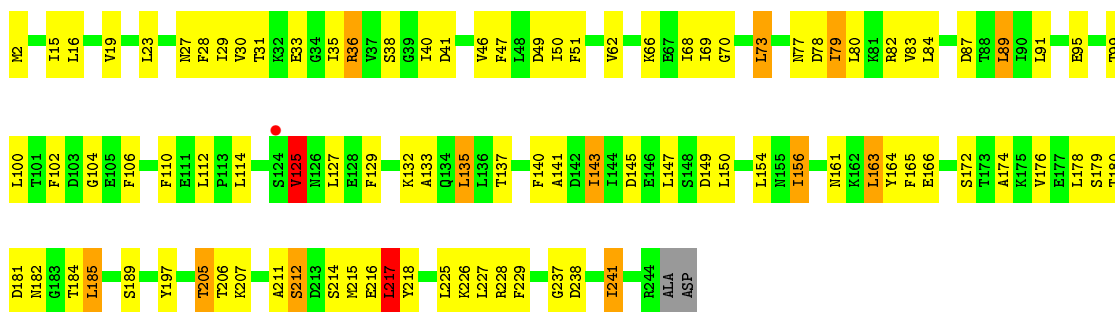 M2 I15 L16 V19 L23 N27 F28 I29 V30 T31 K32 E33 G34 I35 R36 V37 S38 G39 I40 D41 V46 F47 L48 D49 I50 F51 V62 K66 E67 I68 I69 G70 L73 N77 D78 I79 L80 K81 R82 V83 L84 D87 T88 L89 I90 L91 E95 T99
L100 T101 F102 D103 G104 E105 F106 F110 E111 L112 P113 L114 S124 V125 N126 L127 E128 F129 K132 A133 Q134 L135 L136 T137 F140 A141 D142 I143 I144 D145 E146 L147 S148 D149 L150 L154 N155 I156 N161 K162 L163 Y164 F165 E166 S172 T173 A174 K175 V176 E177 L178 S179 T180
D181 N182 G183 T184 L185 S189 Y197 T205 T206 K207 A211 S212 D213 S214 M215 E216 L217 Y218 L225 K226 L227 R228 F229 G237 D238 I241 R244 ALA ASP